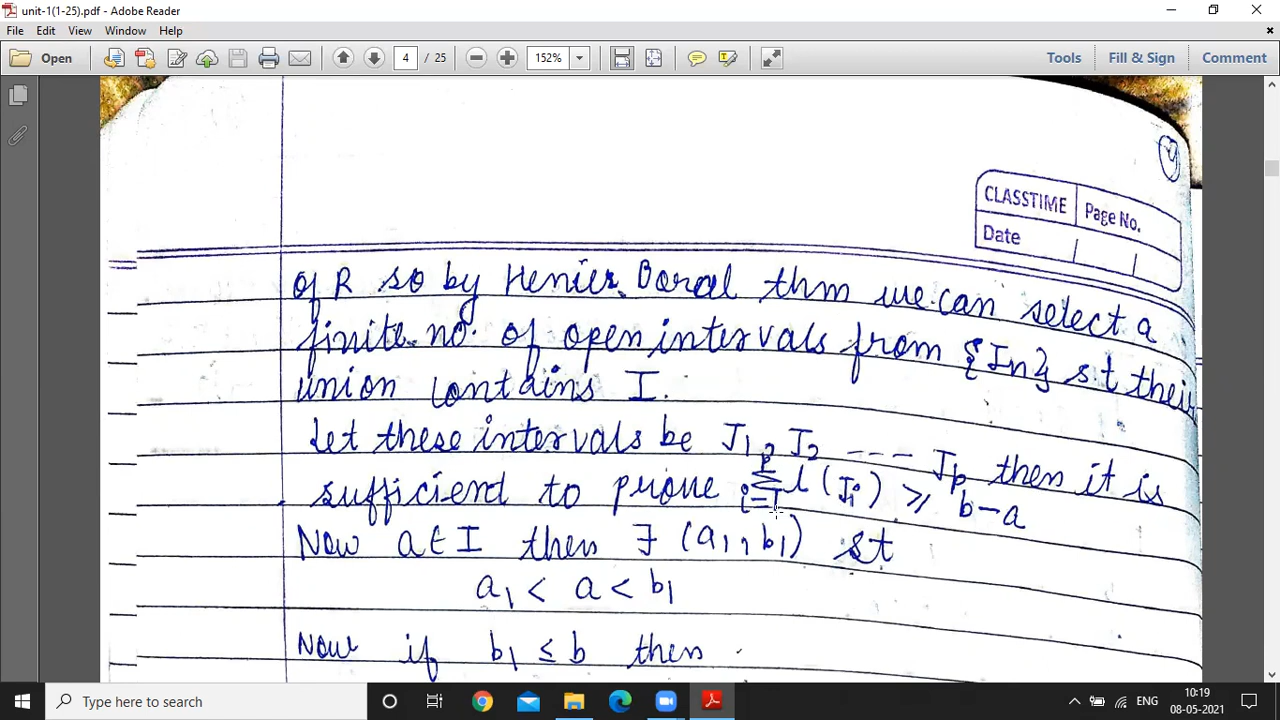 unit-1(1-25).pdf - Adobe Reader
File Edit View Window Help
Open 4 / 25 152% Tools Fill & Sign Comment
4
CLASSTIME Page No.
Date
of R so by Henier Boral thm we can select a
finite no. of open intervals from {In} s.t their
union contains I.
Let these intervals be J1, J2 ---- Jp then it is
sufficiend to prove p∑i=1 l(Ji) ≥ b-a
Now a ∈ I then ∃ (a1, b1) st
a1 < a < b1
Now if b1 ≤ b then
Type here to search
ENG
10:19
08-05-2021